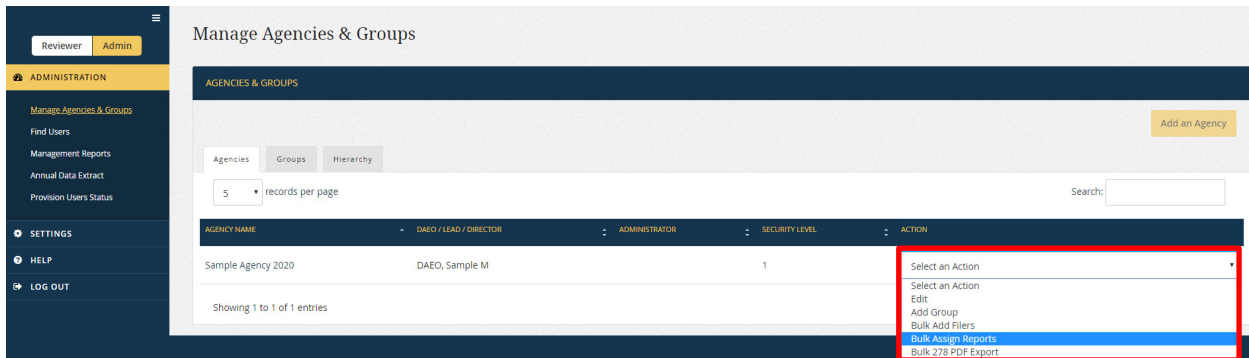 Reviewer Admin
ADMINISTRATION
Manage Agencies & Groups
Find Users
Management Reports
Annual Data Extract
Provision Users Status
SETTINGS
HELP
LOG OUT
Manage Agencies & Groups
AGENCIES & GROUPS
Add an Agency
Agencies Groups Hierarchy
5 records per page Search:
AGENCY NAME DAEO / LEAD / DIRECTOR ADMINISTRATOR SECURITY LEVEL ACTION
Sample Agency 2020 DAEO, Sample M 1 Select an Action
Select an Action
Edit
Add Group
Bulk Add Filers
Bulk Assign Reports
Bulk 278 PDF Export
Showing 1 to 1 of 1 entries